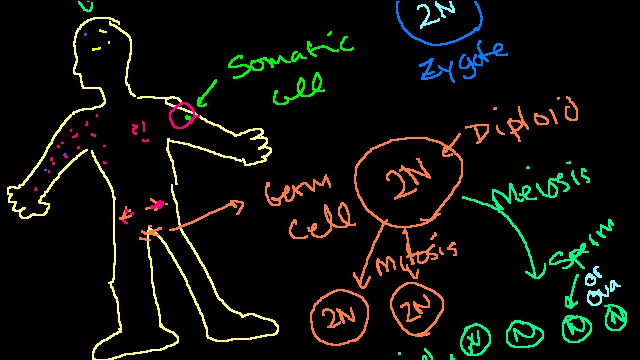 2N
Zygote
Somatic
cell
Diploid
2N
Germ
cell
Meiosis
Mitosis
Sperm
or
Ova
2N
2N
N
N
N
N